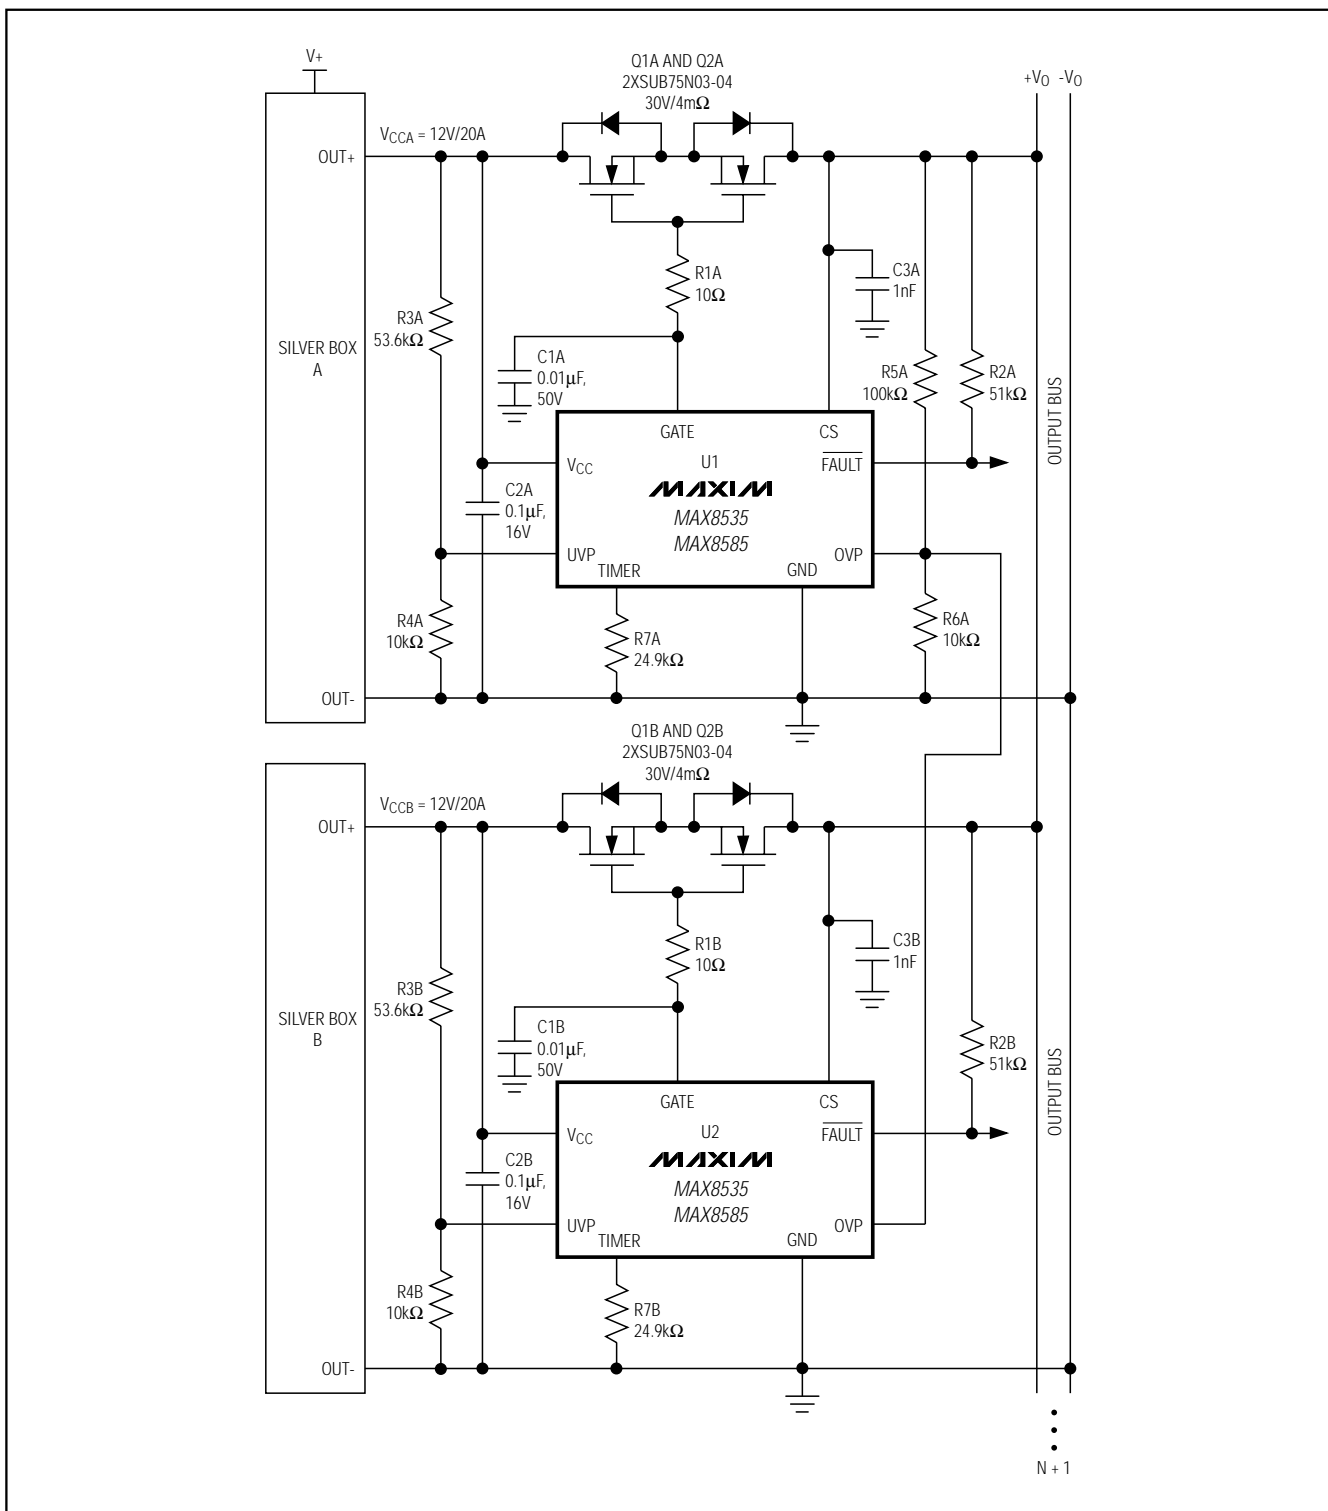 V+
Q1A AND Q2A
2XSUB75N03-04
30V/4mΩ
+VO -VO
VCCA = 12V/20A
OUT+
R1A
10Ω
C3A
1nF
R3A
53.6kΩ
SILVER BOX
A
C1A
0.01μF,
50V
R5A
100kΩ
R2A
51kΩ
OUTPUT BUS
GATE
CS
VCC
U1
FAULT
MAXIM
C2A
0.1μF,
16V
MAX8535
MAX8585
UVP
TIMER
GND
OVP
R4A
10kΩ
R7A
24.9kΩ
R6A
10kΩ
OUT-
Q1B AND Q2B
2XSUB75N03-04
30V/4mΩ
VCCB = 12V/20A
OUT+
R1B
10Ω
C3B
1nF
R3B
53.6kΩ
SILVER BOX
B
C1B
0.01μF,
50V
R2B
51kΩ
OUTPUT BUS
GATE
CS
VCC
U2
FAULT
MAXIM
C2B
0.1μF,
16V
MAX8535
MAX8585
UVP
TIMER
GND
OVP
R4B
10kΩ
R7B
24.9kΩ
OUT-
N + 1